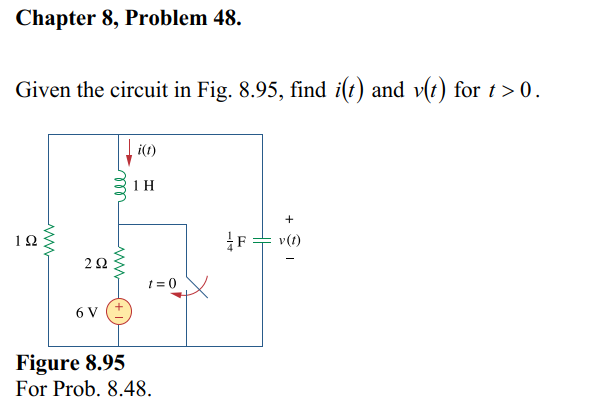 Chapter 8, Problem 48.
Given the circuit in Fig. 8.95, find i(t) and v(t) for t > 0.
i(t)
1 H
1 Ω
2 Ω
t = 0
6 V
+
−
1/4 F
+
v(t)
−
Figure 8.95
For Prob. 8.48.